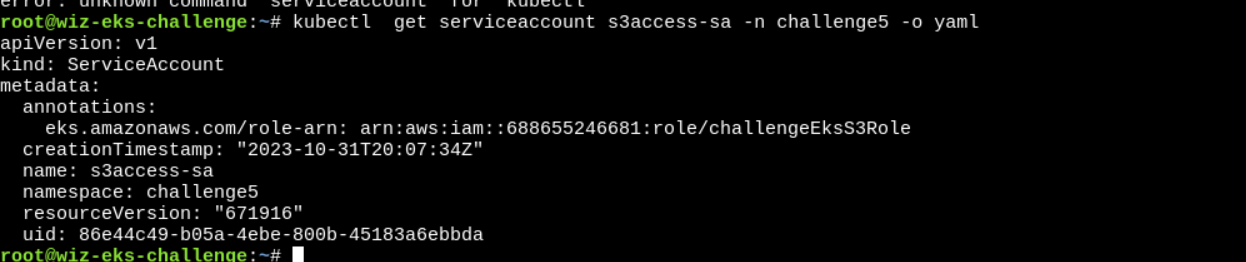 error: unknown command "serviceaccount" for "kubectl"
root@wiz-eks-challenge:~# kubectl  get serviceaccount s3access-sa -n challenge5 -o yaml
apiVersion: v1
kind: ServiceAccount
metadata:
  annotations:
    eks.amazonaws.com/role-arn: arn:aws:iam::688655246681:role/challengeEksS3Role
  creationTimestamp: "2023-10-31T20:07:34Z"
  name: s3access-sa
  namespace: challenge5
  resourceVersion: "671916"
  uid: 86e44c49-b05a-4ebe-800b-45183a6ebbda
root@wiz-eks-challenge:~#